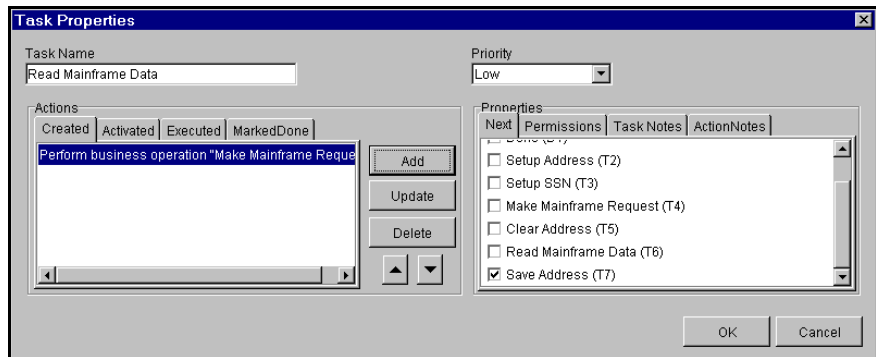 Task Properties
Task Name
Priority
Read Mainframe Data
Low
Actions
Properties
Created Activated Executed MarkedDone
Next Permissions Task Notes ActionNotes
Perform business operation "Make Mainframe Reque
Add
Update
Delete
Setup Address (T2)
Setup SSN (T3)
Make Mainframe Request (T4)
Clear Address (T5)
Read Mainframe Data (T6)
Save Address (T7)
OK
Cancel